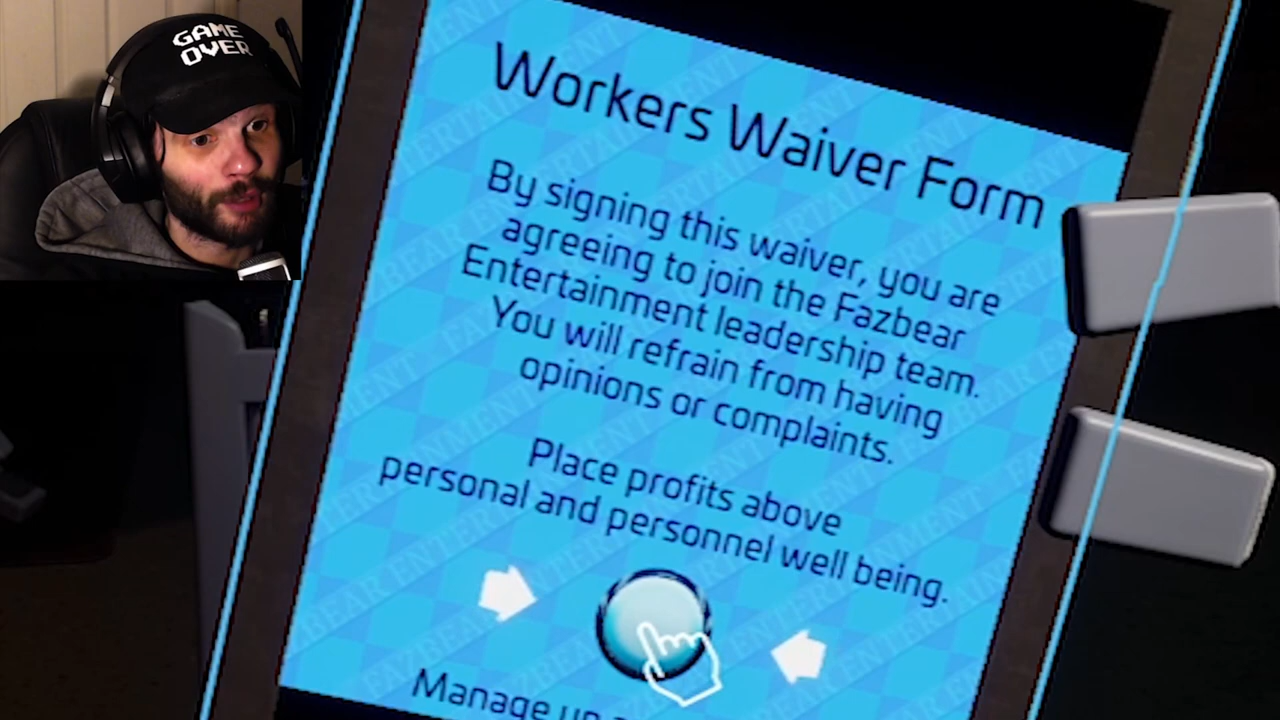 GAME
OVER
Workers Waiver Form
By signing this waiver, you are
agreeing to join the Fazbear
Entertainment leadership team.
You will refrain from having
opinions or complaints.
Place profits above
personal and personnel well being.
Manage up